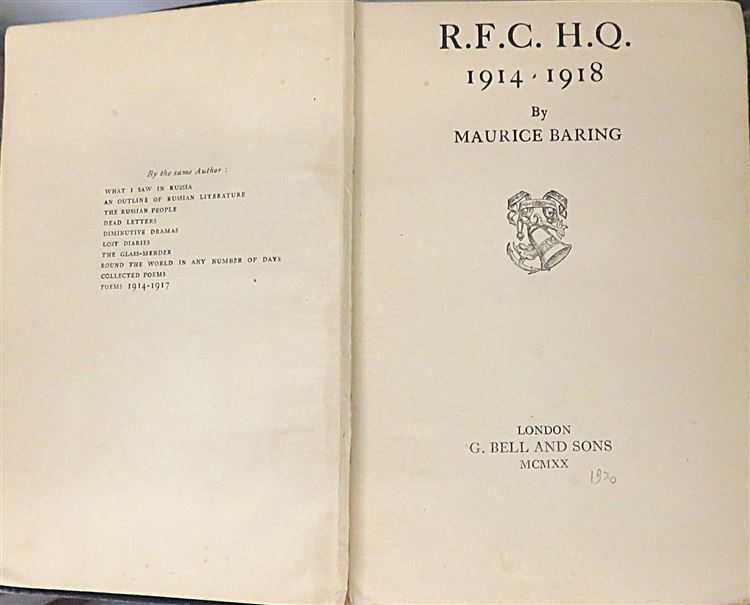 By the same Author :
WHAT I SAW IN RUSSIA
AN OUTLINE OF RUSSIAN LITERATURE
THE RUSSIAN PEOPLE
DEAD LETTERS
DIMINUTIVE DRAMAS
LOST DIARIES
THE GLASS-MENDER
ROUND THE WORLD IN ANY NUMBER OF DAYS
COLLECTED POEMS
POEMS 1914-1917
R.F.C. H.Q.
1914 - 1918
By
MAURICE BARING
LONDON
G. BELL AND SONS
MCMXX
1920